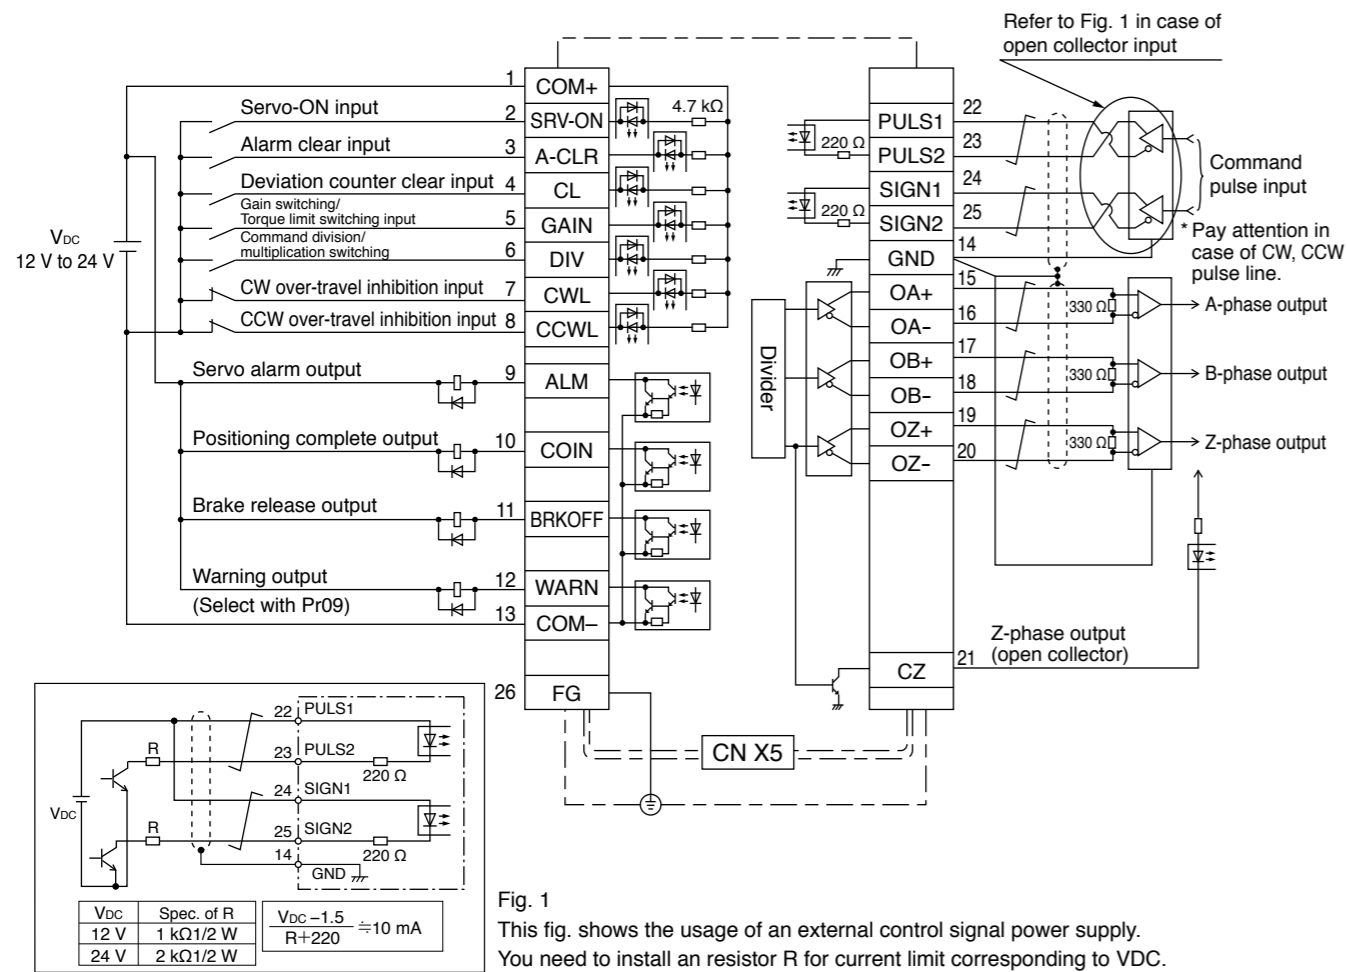 Refer to Fig. 1 in case of
open collector input
VDC
12 V to 24 V
1 COM+
Servo-ON input 2 SRV-ON 4.7 kΩ
Alarm clear input 3 A-CLR
Deviation counter clear input 4 CL
Gain switching/
Torque limit switching input 5 GAIN
Command division/
multiplication switching 6 DIV
CW over-travel inhibition input 7 CWL
CCW over-travel inhibition input 8 CCWL
Servo alarm output 9 ALM
Positioning complete output 10 COIN
Brake release output 11 BRKOFF
Warning output 12 WARN
(Select with Pr09)
13 COM–
26 FG
220 Ω PULS1 22
PULS2 23
220 Ω SIGN1 24
SIGN2 25
Command
pulse input
* Pay attention in
case of CW, CCW
pulse line.
GND 14
Divider
OA+ 15
OA– 16
330 Ω A-phase output
OB+ 17
OB– 18
330 Ω B-phase output
OZ+ 19
OZ– 20
330 Ω Z-phase output
Z-phase output
(open collector)
CZ 21
CN X5
VDC
R
R
22 PULS1
23 PULS2
220 Ω
24 SIGN1
25 SIGN2
220 Ω
14 GND
VDC Spec. of R
12 V 1 kΩ1/2 W
24 V 2 kΩ1/2 W
VDC –1.5
R+220
≒10 mA
Fig. 1
This fig. shows the usage of an external control signal power supply.
You need to install an resistor R for current limit corresponding to VDC.